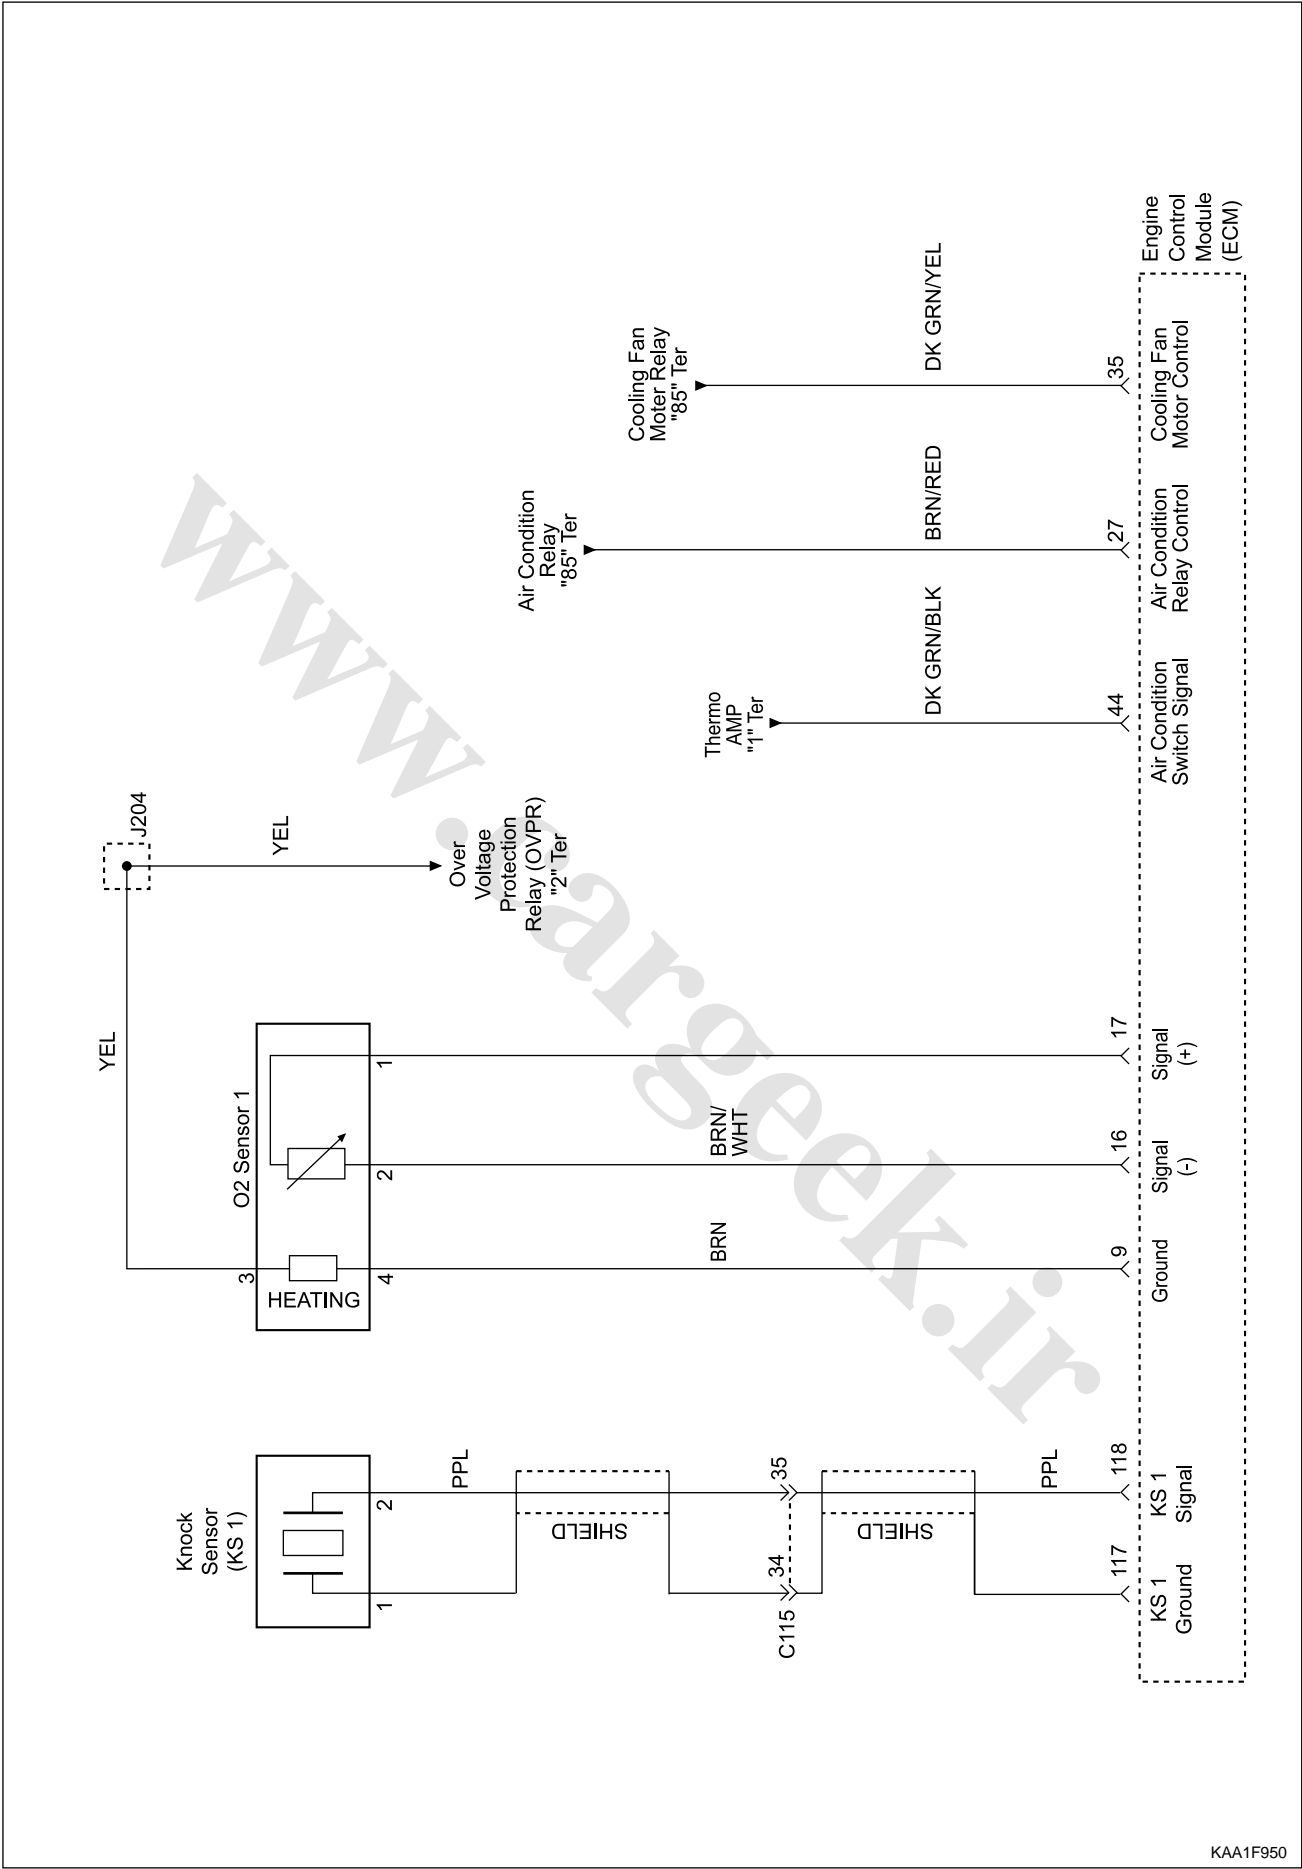 Knock
Sensor
(KS 1)
1
2
PPL
SHIELD
C115
34
35
SHIELD
PPL
117
118
KS 1
Ground
KS 1
Signal
O2 Sensor 1
HEATING
3
4
2
1
YEL
J204
YEL
Over
Voltage
Protection
Relay (OVPR)
"2" Ter
BRN
BRN/
WHT
9
16
17
Ground
Signal
(-)
Signal
(+)
Thermo
AMP
"1" Ter
DK GRN/BLK
44
Air Condition
Switch Signal
Air Condition
Relay
"85" Ter
BRN/RED
27
Air Condition
Relay Control
Cooling Fan
Moter Relay
"85" Ter
DK GRN/YEL
35
Cooling Fan
Motor Control
Engine
Control
Module
(ECM)
www.cargeek.ir
KAA1F950